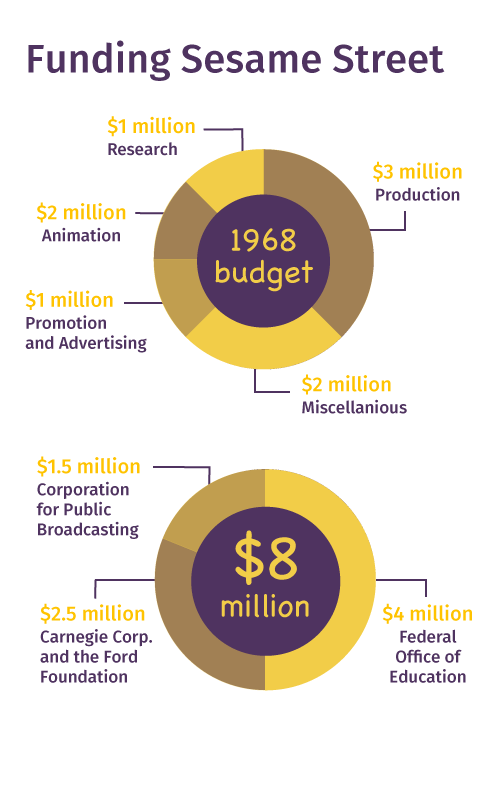 Funding Sesame Street
$1 million
Research
$3 million
Production
$2 million
Animation
1968
budget
$1 million
Promotion
and Advertising
$2 million
Miscellanious
$1.5 million
Corporation
for Public
Broadcasting
$8
million
$2.5 million
Carnegie Corp.
and the Ford
Foundation
$4 million
Federal
Office of
Education